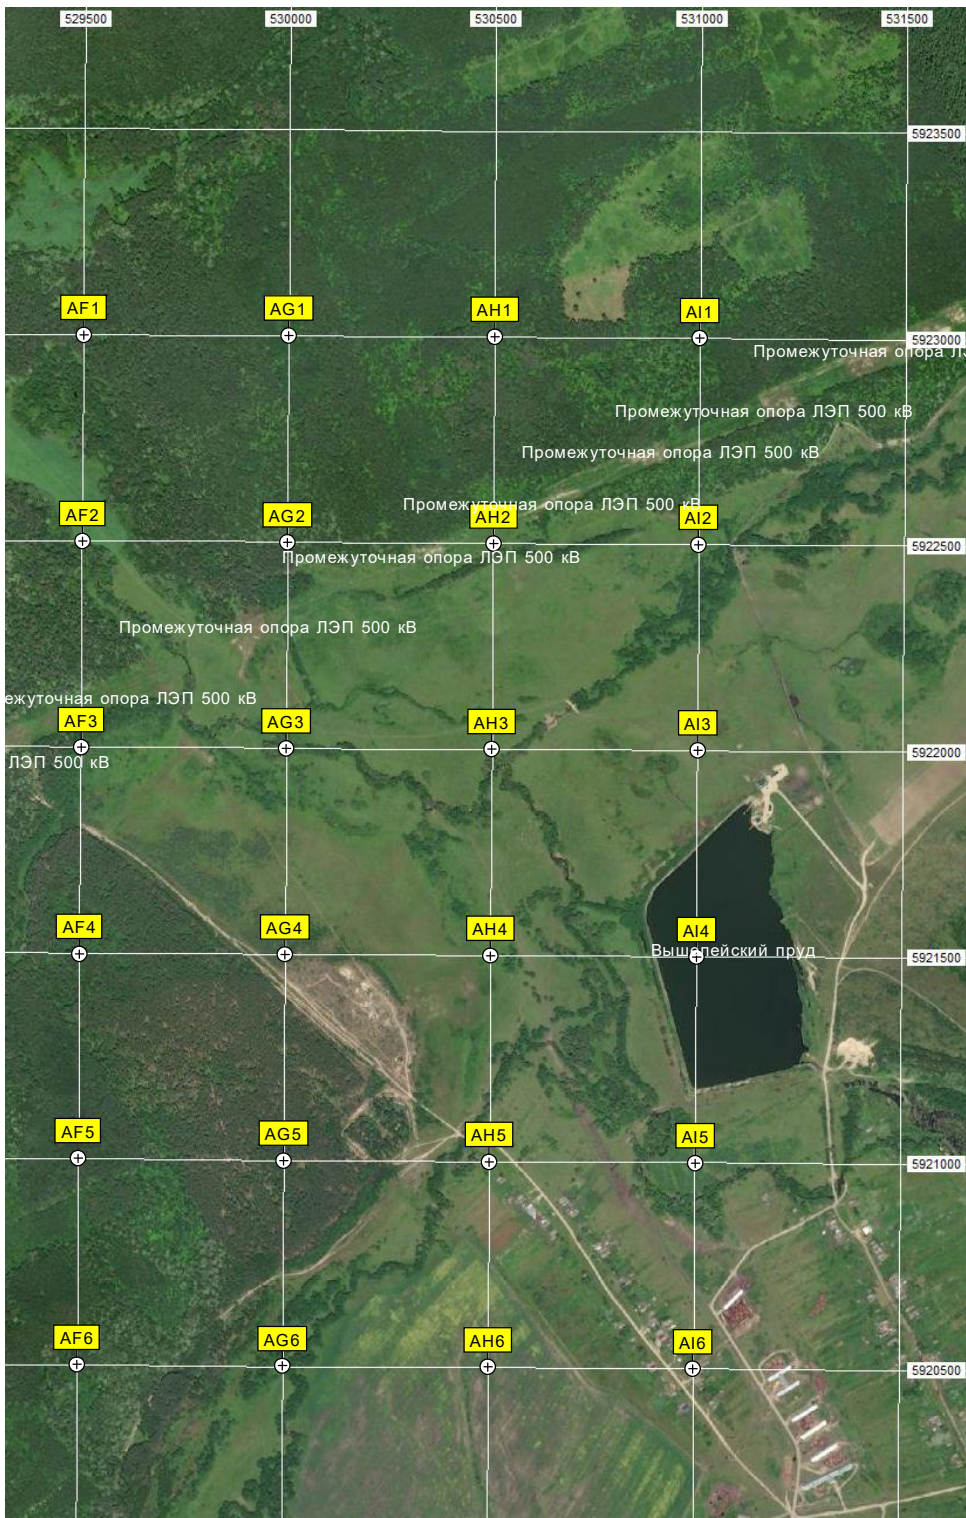 529500 530000 530500 531000 531500
5923500
AF1 AG1 AH1 AI1
5923000
Промежуточная опора
Промежуточная опора ЛЭП 500 кВ
Промежуточная опора ЛЭП 500 кВ
Промежуточная опора ЛЭП 500 кВ
AF2 AG2 AH2 AI2
5922500
Промежуточная опора ЛЭП 500 кВ
Промежуточная опора ЛЭП 500 кВ
ежуточная опора ЛЭП 500 кВ
AF3 AG3 AH3 AI3
5922000
ЛЭП 500 кВ
AF4 AG4 AH4 AI4
Вышелейский пруд
5921500
AF5 AG5 AH5 AI5
5921000
AF6 AG6 AH6 AI6
5920500